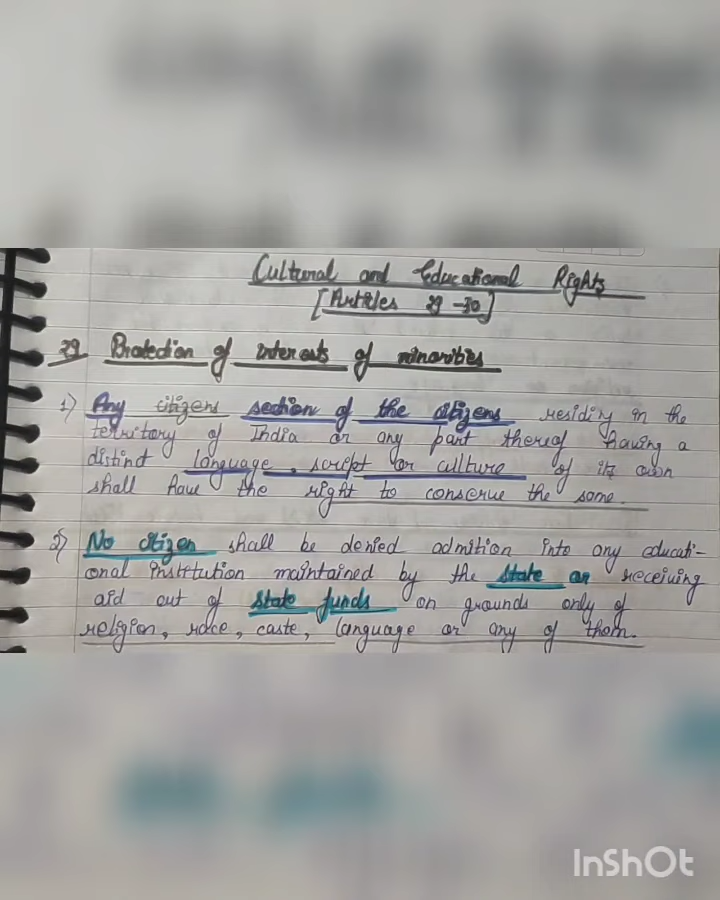 Cultural and Educational Rights
[Articles 29-30]
29 Protection of interests of minorities
1) Any citizens section of the citizens residing in the
territory of India or any part therof having a
distind language, script or culture of its own
shall have the right to conserve the same.
2) No citizen shall be denied admition into any educati-
onal institution maintained by the state or receiving
aid out of state funds on grounds only of
religion, race, caste, language or any of them.
InShOt